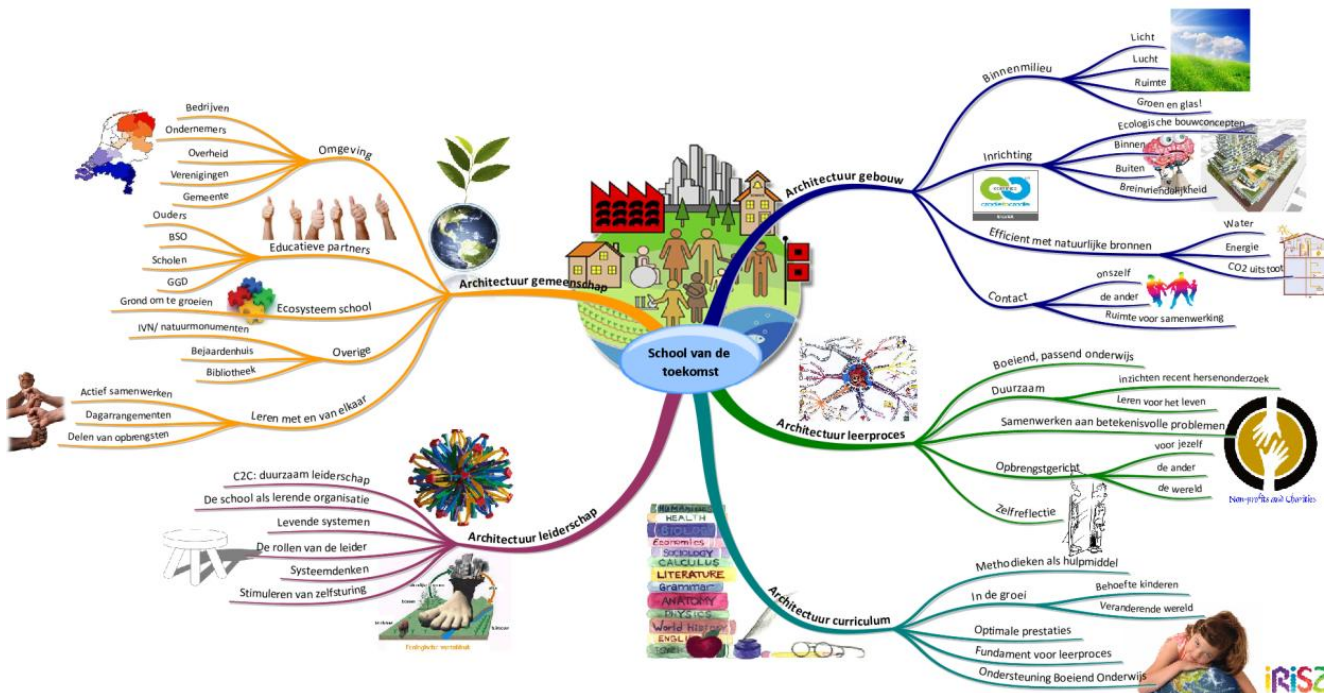 School van de
toekomst
Architectuur gebouw
Binnenmilieu
Licht
Lucht
Ruimte
Groen en glas!
Inrichting
Ecologische bouwconcepten
Binnen
Buiten
Breinvriendelijkheid
Efficient met natuurlijke bronnen
Water
Energie
CO2 uitstoot
Contact
onszelf
de ander
Ruimte voor samenwerking
Architectuur leerproces
Boeiend, passend onderwijs
Duurzaam
inzichten recent hersenonderzoek
Leren voor het leven
Samenwerken aan betekenisvolle problemen
Opbrengstgericht
voor jezelf
de ander
de wereld
Zelfreflectie
Non-profits and Charities
Architectuur curriculum
Methodieken als hulpmiddel
In de groei
Behoefte kinderen
Veranderende wereld
Optimale prestaties
Fundament voor leerproces
Ondersteuning Boeiend Onderwijs
HEALTH
BIOLOGY
Economics
SOCIOLOGY
CALCULUS
LITERATURE
Grammar
ANATOMY
PHYSICS
World History
Architectuur gemeenschap
Omgeving
Bedrijven
Ondernemers
Overheid
Verenigingen
Gemeente
Educatieve partners
Ouders
BSO
Scholen
GGD
Ecosysteem school
Grond om te groeien
Overige
IVN/ natuurmonumenten
Bejaardenhuis
Bibliotheek
Leren met en van elkaar
Actief samenwerken
Dagarrangementen
Delen van opbrengsten
Architectuur leiderschap
C2C: duurzaam leiderschap
De school als lerende organisatie
Levende systemen
De rollen van de leider
Systeemdenken
Stimuleren van zelfsturing